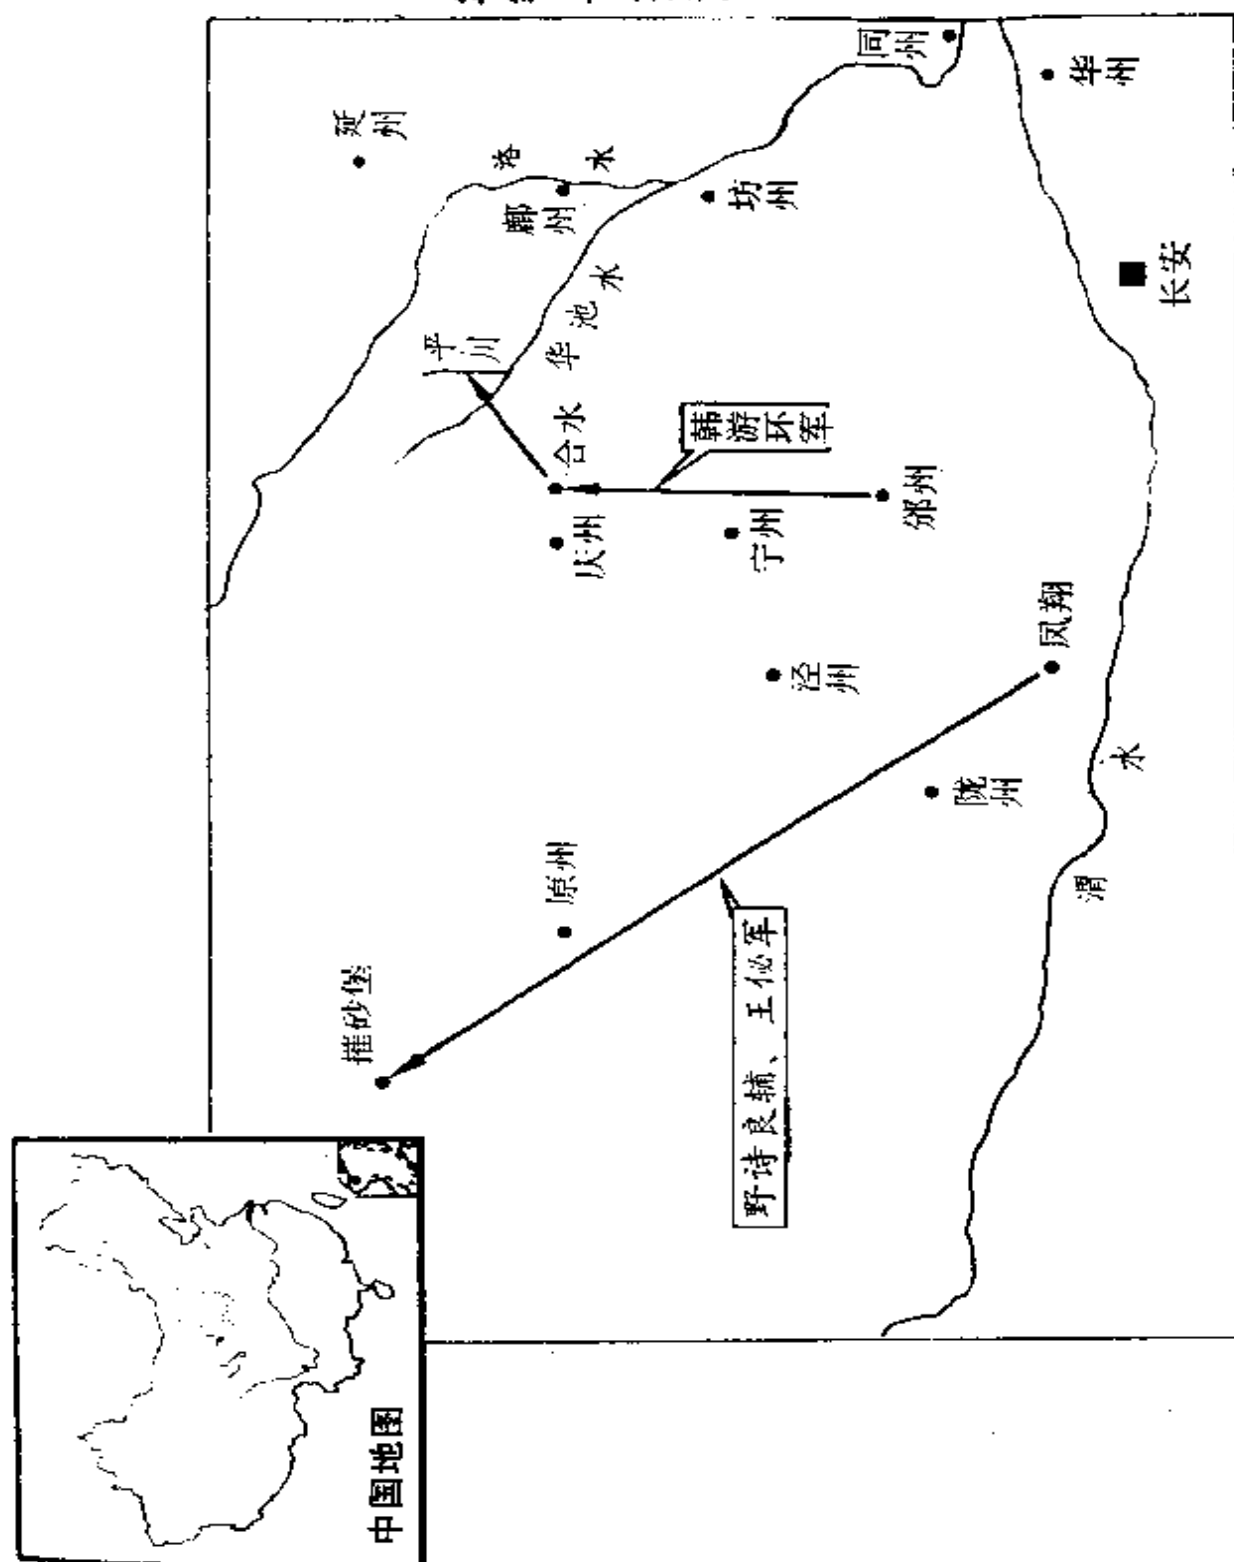 延州
洛水
鄜州
同州
华州
坊州
平川
华池水
合水
韩游环军
庆州
宁州
邠州
长安
凤翔
泾州
陇州
渭水
原州
摧砂堡
野诗良辅、王佖军
中国地图